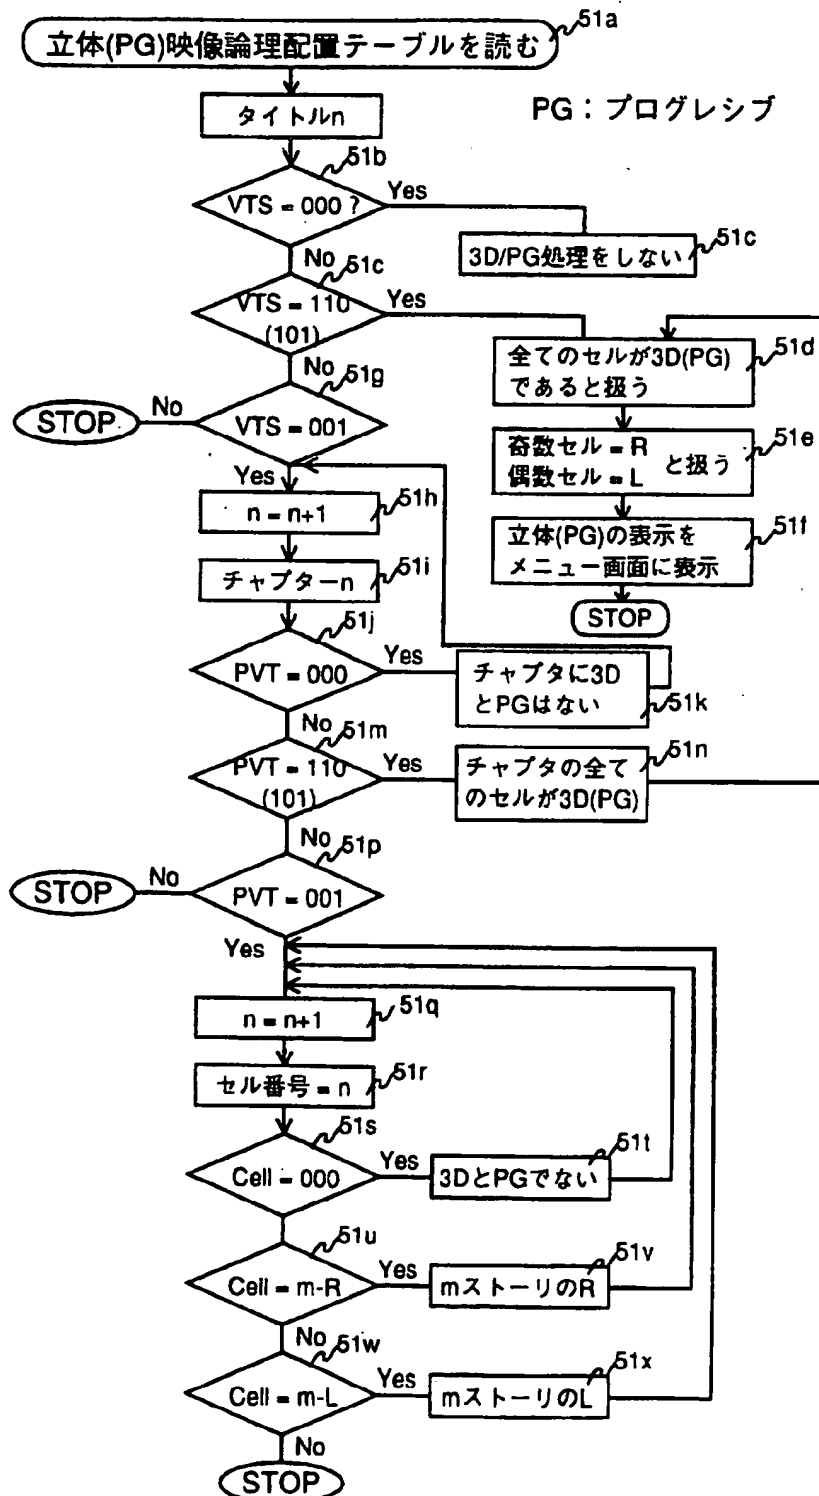 51a
立体(PG)映像論理配置テーブルを読む
タイトルn
PG：プログレシブ
51b
VTS = 000 ?
Yes
No
51c
3D/PG処理をしない
51c
VTS = 110
(101)
Yes
No
51d
全てのセルが3D(PG)
であると扱う
51g
VTS = 001
No
STOP
Yes
51e
奇数セル = R
偶数セル = L
と扱う
51h
n = n+1
51f
立体(PG)の表示を
メニュー画面に表示
STOP
51i
チャプターn
51j
PVT = 000
Yes
No
チャプタに3D
とPGはない
51k
51m
PVT = 110
(101)
Yes
No
51n
チャプタの全て
のセルが3D(PG)
51p
PVT = 001
No
STOP
Yes
51q
n = n+1
51r
セル番号 = n
51s
Cell = 000
Yes
51t
3DとPGでない
51u
Cell = m-R
Yes
No
51v
mストーリのR
51w
Cell = m-L
Yes
No
51x
mストーリのL
STOP